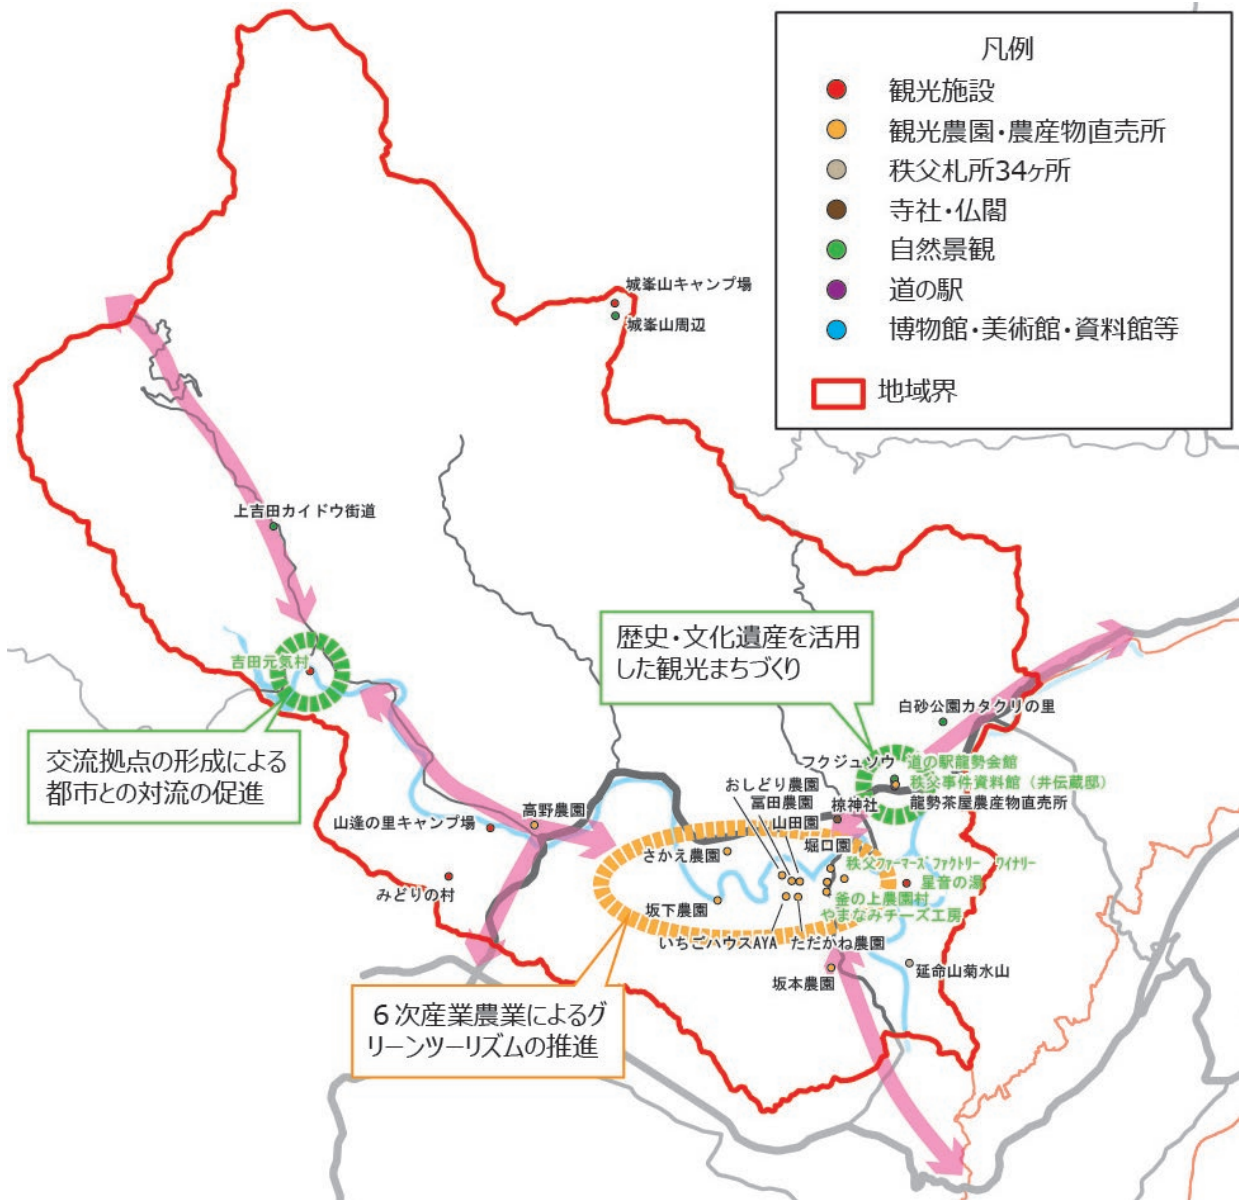 凡例
観光施設
観光農園・農産物直売所
秩父札所34ヶ所
寺社・仏閣
自然景観
道の駅
博物館・美術館・資料館等
地域界
城峯山キャンプ場
城峯山周辺
上吉田カイドウ街道
歴史・文化遺産を活用
した観光まちづくり
吉田元気村
白砂公園カタクリの里
交流拠点の形成による
都市との対流の促進
フクジュソウ
道の駅龍勢会館
おしどり農園
秩父事件資料館（井伝蔵邸）
冨田農園
椋神社
龍勢茶屋農産物直売所
高野農園
山逢の里キャンプ場
山田園
堀口園
さかえ農園
秩父ファーマーズファクトリー　ワイナリー
みどりの村
星音の湯
坂下農園
釜の上農園村
やまなみチーズ工房
いちごハウスAYA
ただかね農園
坂本農園
延命山菊水山
６次産業農業によるグ
リーンツーリズムの推進